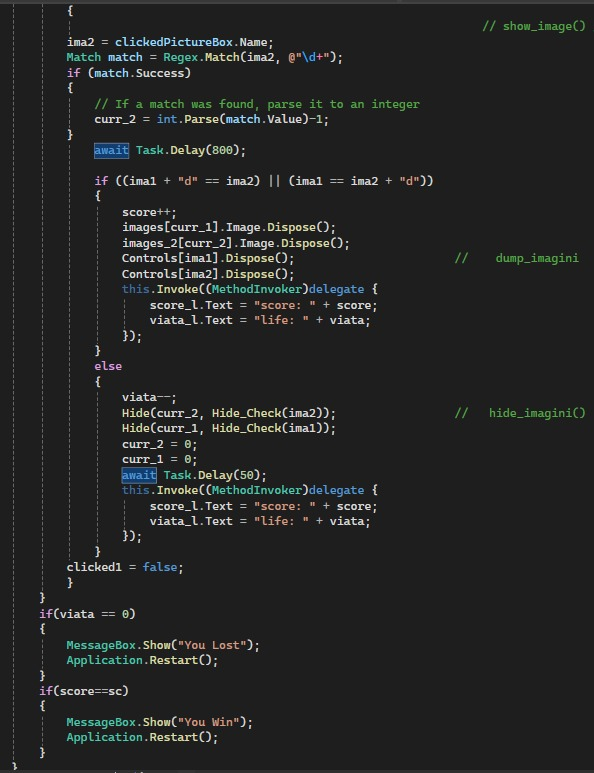 {
// show_image()
ima2 = clickedPictureBox.Name;
Match match = Regex.Match(ima2, @"\d+");
if (match.Success)
{
// If a match was found, parse it to an integer
curr_2 = int.Parse(match.Value)-1;
}
await Task.Delay(800);
if ((ima1 + "d" == ima2) || (ima1 == ima2 + "d"))
{
score++;
images[curr_1].Image.Dispose();
images_2[curr_2].Image.Dispose();
Controls[ima1].Dispose(); // dump_imagini
Controls[ima2].Dispose();
this.Invoke((MethodInvoker)delegate {
score_l.Text = "score: " + score;
viata_l.Text = "life: " + viata;
});
}
else
{
viata--;
Hide(curr_2, Hide_Check(ima2)); // hide_imagini()
Hide(curr_1, Hide_Check(ima1));
curr_2 = 0;
curr_1 = 0;
await Task.Delay(50);
this.Invoke((MethodInvoker)delegate {
score_l.Text = "score: " + score;
viata_l.Text = "life: " + viata;
});
}
clicked1 = false;
}
}
if(viata == 0)
{
MessageBox.Show("You Lost");
Application.Restart();
}
if(score==sc)
{
MessageBox.Show("You Win");
Application.Restart();
}
}